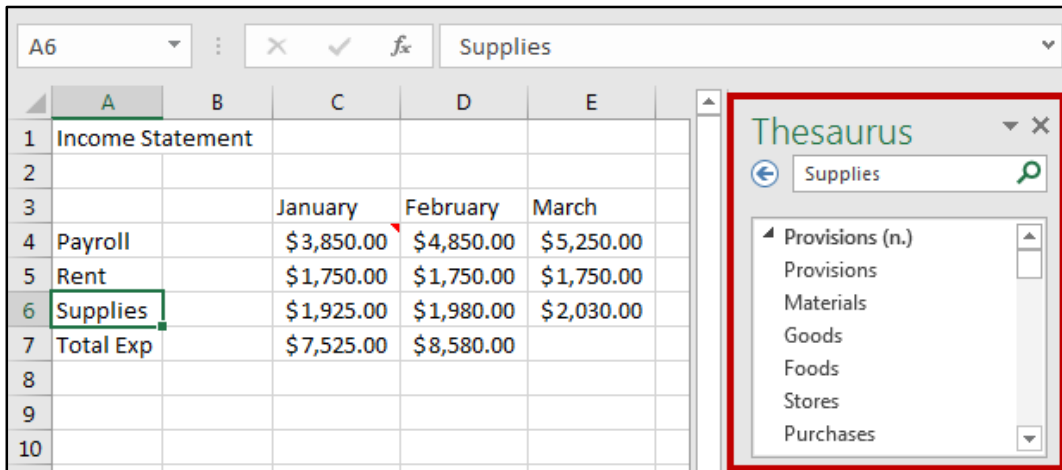 A6 fx Supplies
A B C D E
1 Income Statement
2
3 January February March
4 Payroll $3,850.00 $4,850.00 $5,250.00
5 Rent $1,750.00 $1,750.00 $1,750.00
6 Supplies $1,925.00 $1,980.00 $2,030.00
7 Total Exp $7,525.00 $8,580.00
8
9
10
Thesaurus
Supplies
Provisions (n.)
Provisions
Materials
Goods
Foods
Stores
Purchases